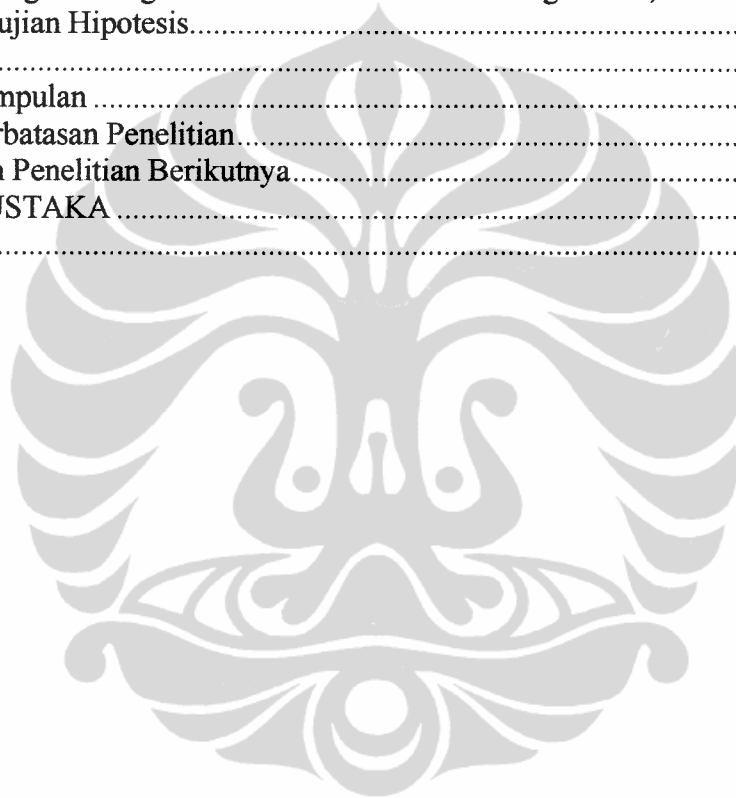 ujian Hipotesis................................................................................
................................................................................
mpulan ................................................................................
rbatasan Penelitian................................................................................
n Penelitian Berikutnya................................................................................
USTAKA ................................................................................
................................................................................